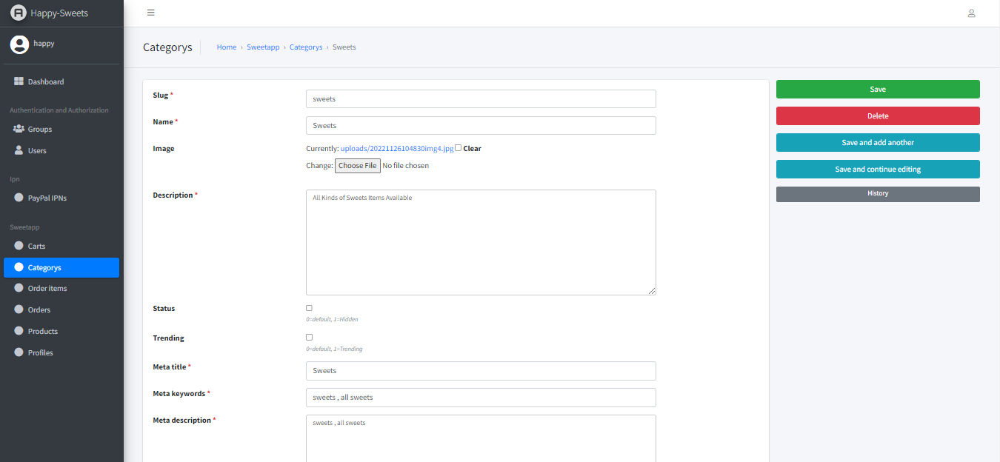 Happy-Sweets
happy
Dashboard
Authentication and Authorization
Groups
Users
Ipn
PayPal IPNs
Sweetapp
Carts
Categorys
Order items
Orders
Products
Profiles
Categorys
Home › Sweetapp › Categorys › Sweets
Slug *
sweets
Name *
Sweets
Image
Currently: uploads/20221126104830img4.jpg Clear
Change: Choose File No file chosen
Description *
All Kinds of Sweets Items Available
Status
0=default, 1=Hidden
Trending
0=default, 1=Trending
Meta title *
Sweets
Meta keywords *
sweets , all sweets
Meta description *
sweets , all sweets
Save
Delete
Save and add another
Save and continue editing
History